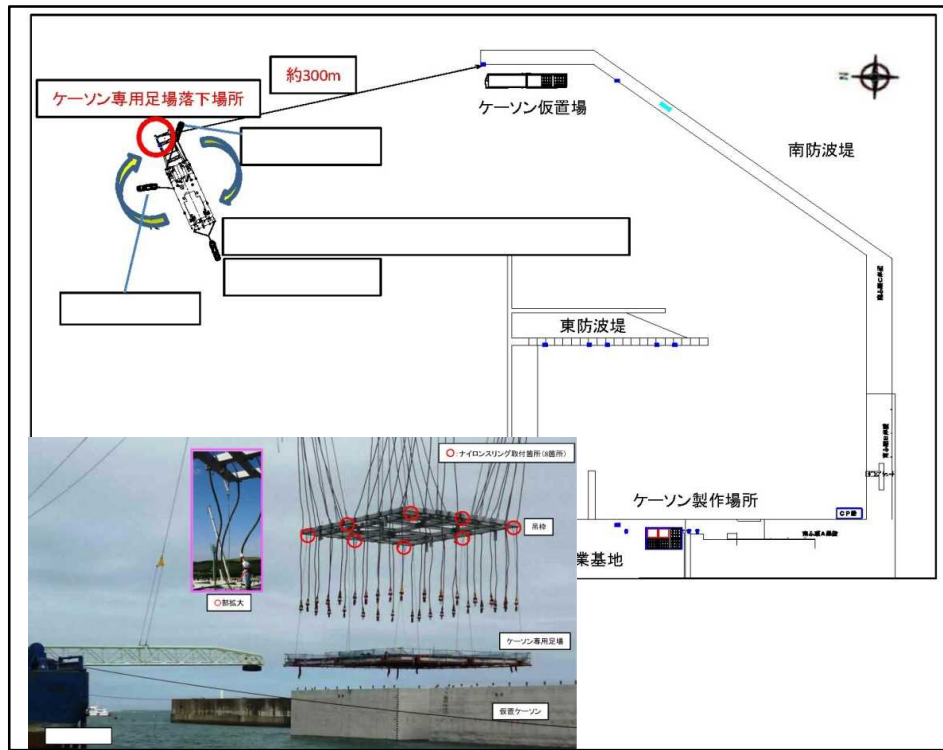 約300m
ケーソン専用足場落下場所
N
ケーソン仮置場
南防波堤
東防波堤
ケーソン製作場所
CP船
業基地
○:ナイロンスリング取付箇所(8箇所)
吊枠
○部拡大
ケーソン専用足場
仮置ケーソン